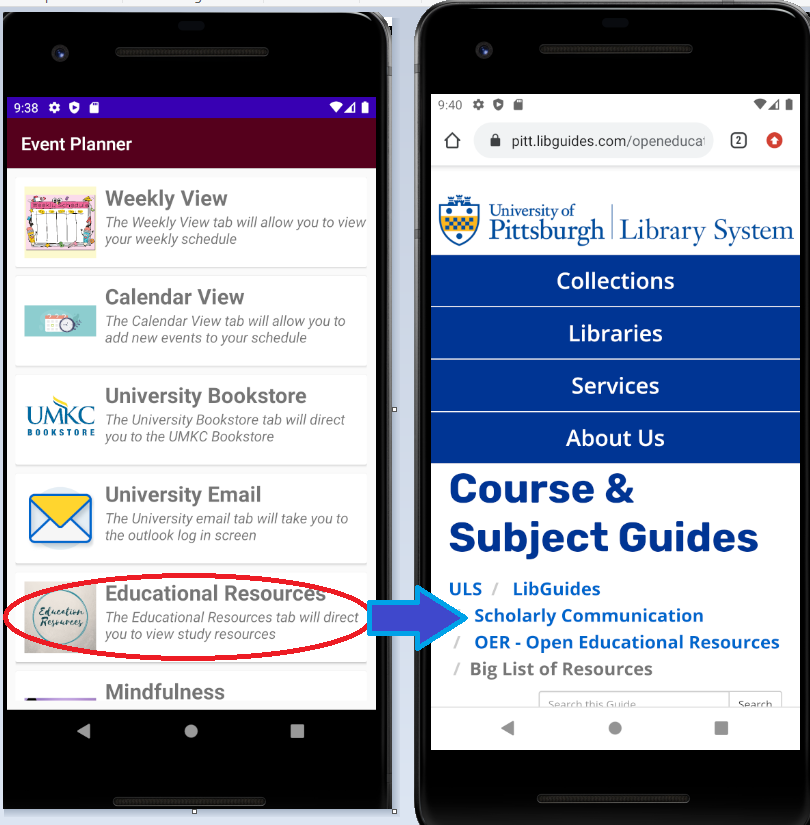 9:38
Event Planner
Weekly Schedule
Weekly View
The Weekly View tab will allow you to view
your weekly schedule
Calendar View
The Calendar View tab will allow you to
add new events to your schedule
UMKC
BOOKSTORE
University Bookstore
The University Bookstore tab will direct
you to the UMKC Bookstore
University Email
The University email tab will take you to
the outlook log in screen
Education
Resources
Educational Resources
The Educational Resources tab will direct
you to view study resources
Mindfulness
9:40
pitt.libguides.com/openeducat
2
University of
Pittsburgh
Library System
Collections
Libraries
Services
About Us
Course &
Subject Guides
ULS / LibGuides
Scholarly Communication
/ OER - Open Educational Resources
/ Big List of Resources
Search this Guide
Search